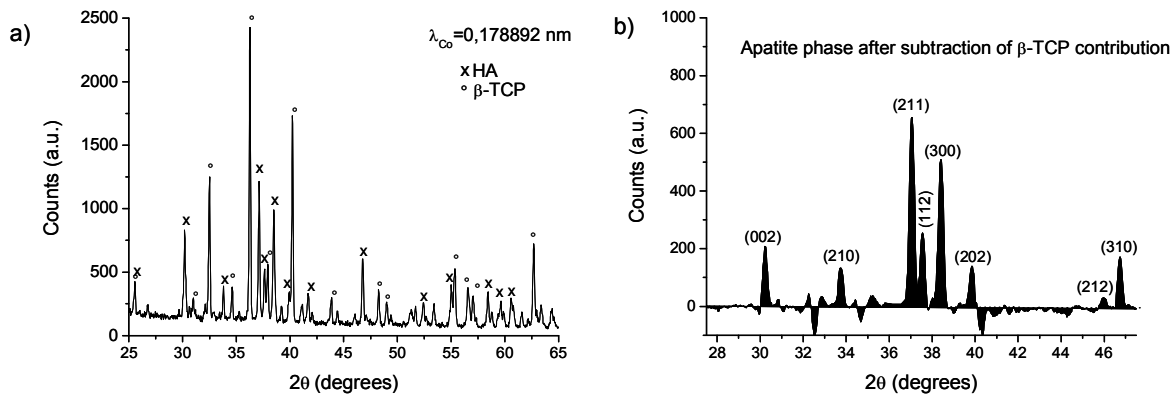 a)
λCo=0,178892 nm
x HA
° β-TCP
Counts (a.u.)
2500
2000
1500
1000
500
0
x
°
x
°
°
x
°
°
x
x
°
x
x
°
x
°
x
°
°
x
x
°
°
°
x
x
x
°
25 30 35 40 45 50 55 60 65
2θ (degrees)
b)
Apatite phase after subtraction of β-TCP contribution
Counts (a.u.)
1000
800
600
400
200
0
(002)
(210)
(211)
(112)
(300)
(202)
(212)
(310)
28 30 32 34 36 38 40 42 44 46
2θ (degrees)